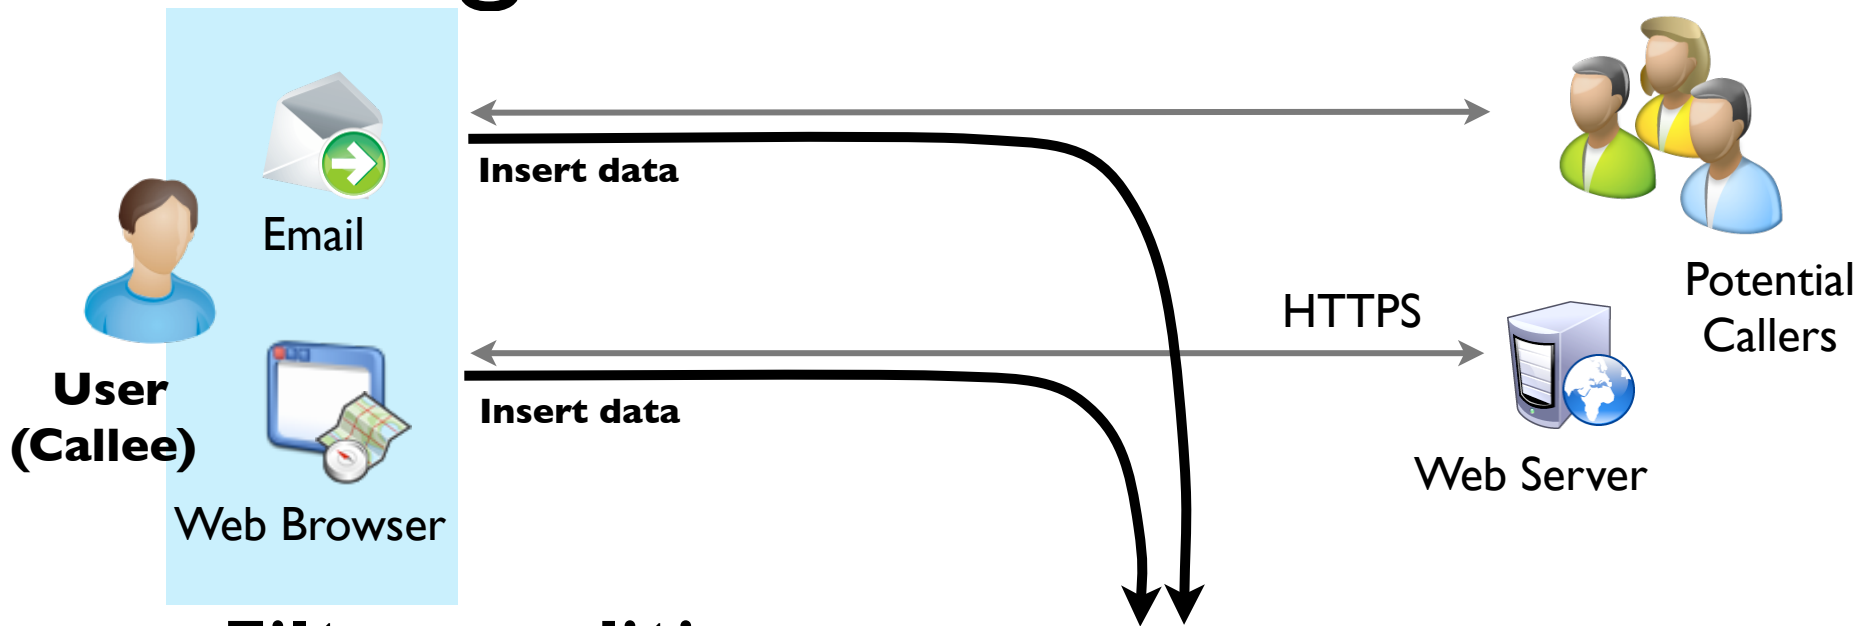 Insert data
Email
Potential
Callers
HTTPS
User
(Callee)
Insert data
Web Server
Web Browser